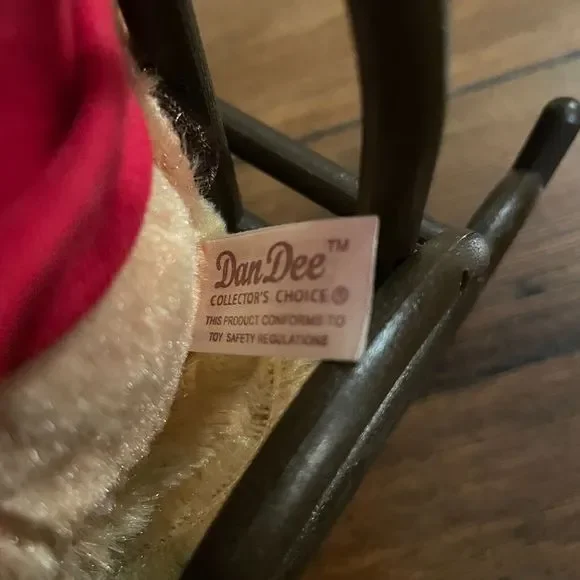 DanDee™
COLLECTOR'S CHOICE®
THIS PRODUCT CONFORMS TO
TOY SAFETY REGULATIONS